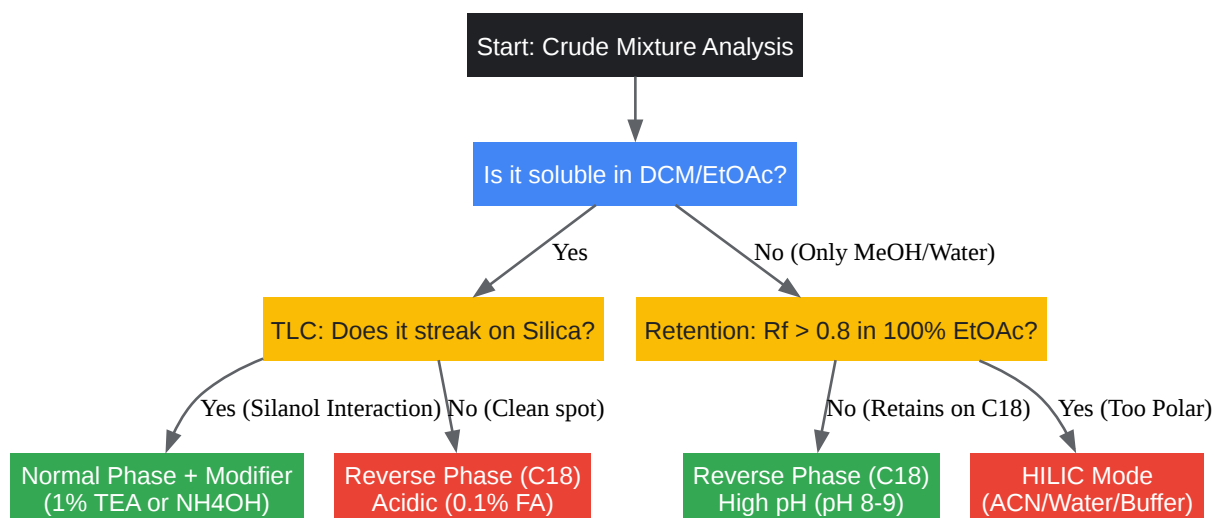 Start: Crude Mixture Analysis
Is it soluble in DCM/EtOAc?
Yes
No (Only MeOH/Water)
TLC: Does it streak on Silica?
Retention: Rf > 0.8 in 100% EtOAc?
Yes (Silanol Interaction)
No (Clean spot)
No (Retains on C18)
Yes (Too Polar)
Normal Phase + Modifier
(1% TEA or NH4OH)
Reverse Phase (C18)
Acidic (0.1% FA)
Reverse Phase (C18)
High pH (pH 8-9)
HILIC Mode
(ACN/Water/Buffer)